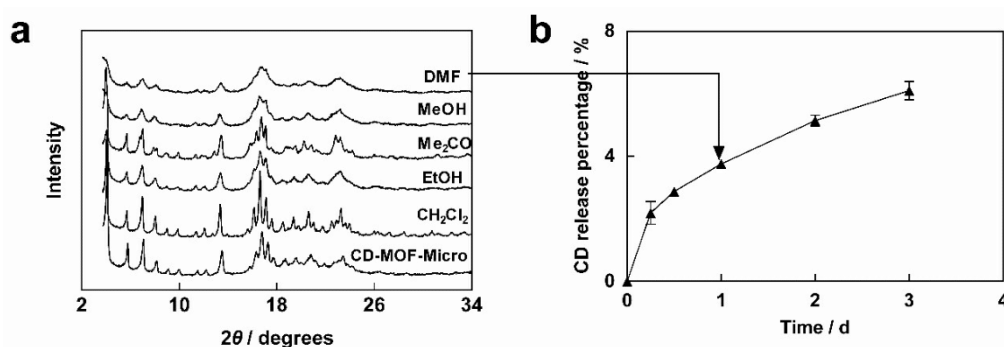 a
DMF
MeOH
Me₂CO
EtOH
CH₂Cl₂
CD-MOF-Micro
Intensity
2 10 18 26 34
2θ / degrees
b
8
4
0
CD release percentage / %
0 1 2 3 4
Time / d